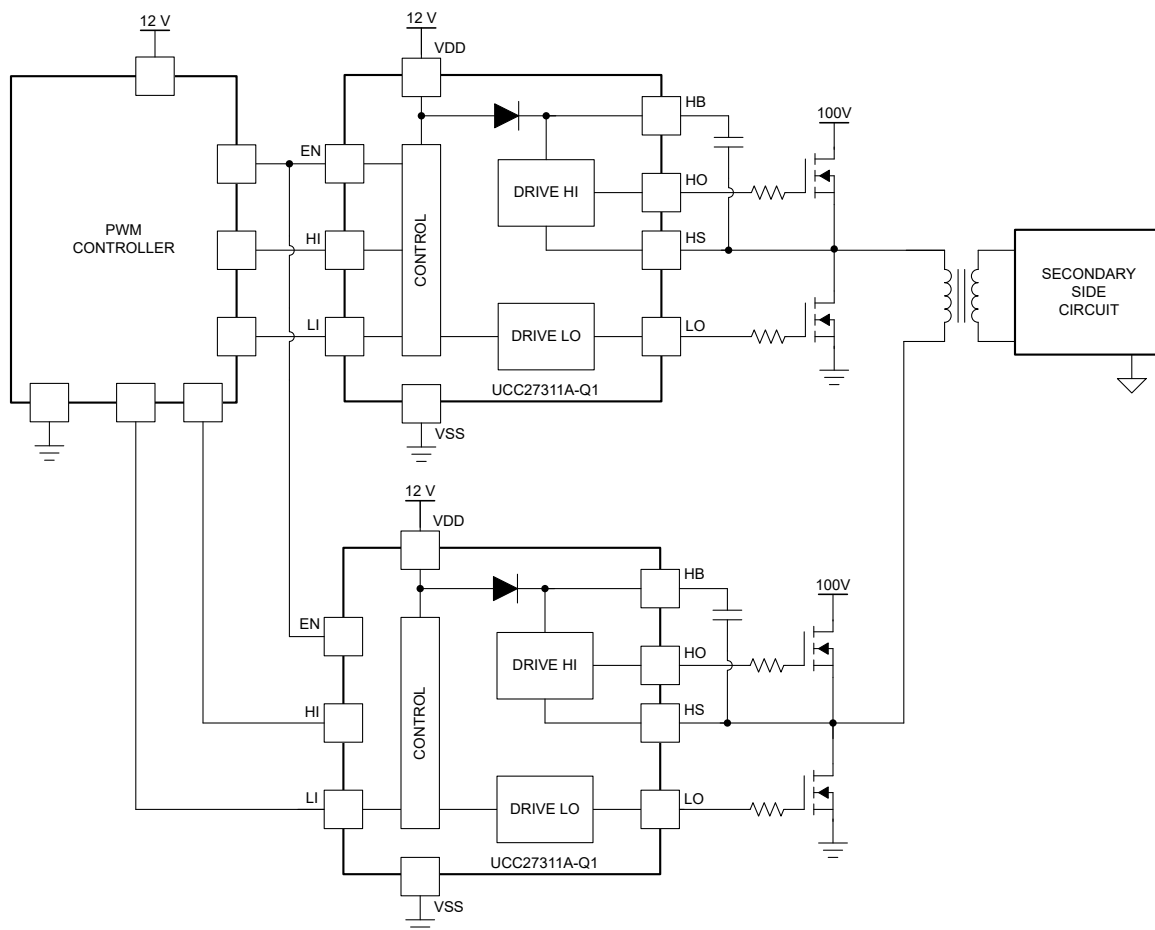 12 V
12 V
VDD
HB
100V
EN
DRIVE HI
HO
PWM
CONTROLLER
HI
CONTROL
HS
SECONDARY
SIDE
CIRCUIT
LI
DRIVE LO
LO
UCC27311A-Q1
VSS
12 V
VDD
HB
100V
EN
DRIVE HI
HO
HI
CONTROL
HS
LI
DRIVE LO
LO
UCC27311A-Q1
VSS